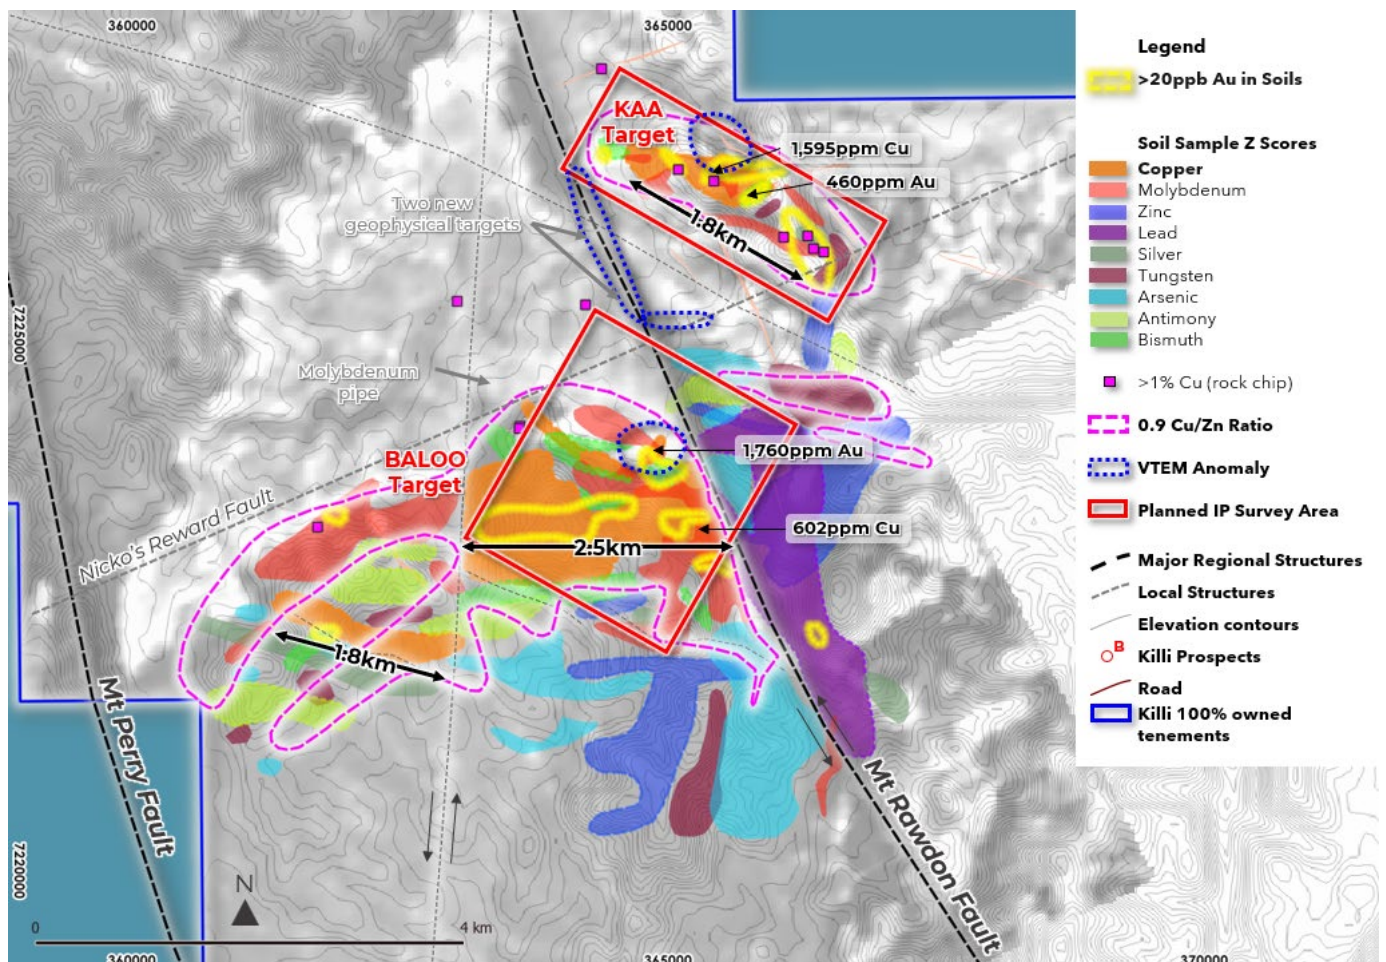 360000
365000
KAA
Target
1,595ppm Cu
460ppm Au
1.8km
Two new
geophysical targets
7225000
Molybdenum
pipe
BALOO
Target
1,760ppm Au
602ppm Cu
2.5km
Nicko's Reward Fault
1.8km
Mt Perry Fault
Mt Rawdon Fault
7220000
N
0
4 km
360000
365000
370000
Legend
>20ppb Au in Soils
Soil Sample Z Scores
Copper
Molybdenum
Zinc
Lead
Silver
Tungsten
Arsenic
Antimony
Bismuth
>1% Cu (rock chip)
0.9 Cu/Zn Ratio
VTEM Anomaly
Planned IP Survey Area
Major Regional Structures
Local Structures
Elevation contours
B
Killi Prospects
Road
Killi 100% owned
tenements